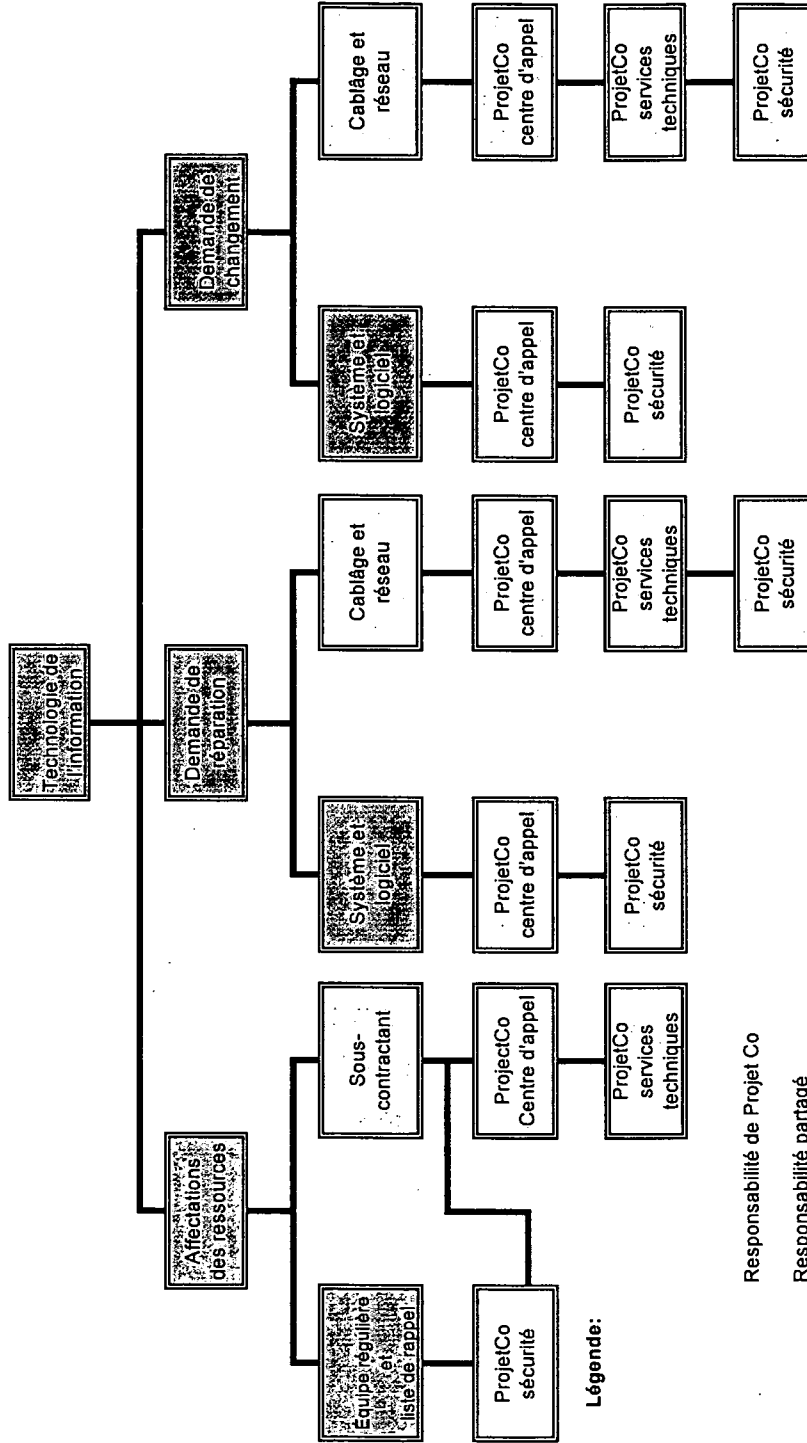 Technologie de
l'information
Affectations
des ressources
Demande de
réparation
Demande de
changement
Équipe régulière
et
liste de rappel
Sous-
contractant
Système et
logiciel
Cablâge et
réseau
Système et
logiciel
Cablâge et
réseau
ProjetCo
sécurité
ProjectCo
Centre d'appel
ProjetCo
centre d'appel
ProjetCo
centre d'appel
ProjetCo
centre d'appel
ProjetCo
centre d'appel
ProjetCo
services
techniques
ProjetCo
sécurité
ProjetCo
services
techniques
ProjetCo
sécurité
ProjetCo
services
techniques
ProjetCo
sécurité
ProjetCo
sécurité
Légende:
Responsabilité de Projet Co
Responsabilité partagé